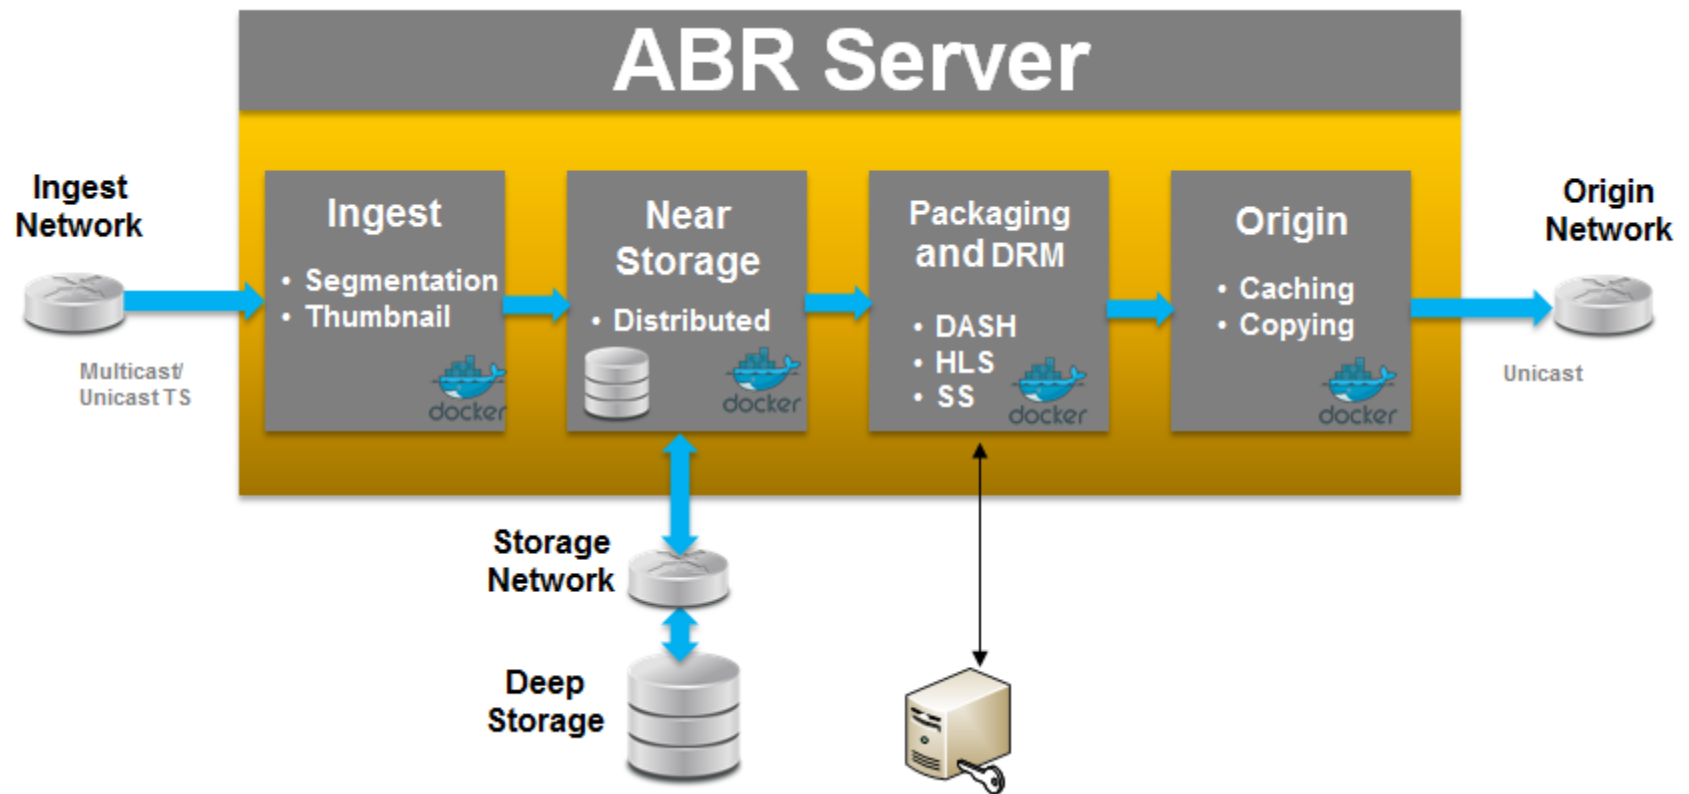 ABR Server
Ingest
Network
Multicast/
Unicast TS
Ingest
• Segmentation
• Thumbnail
docker
Near
Storage
• Distributed
docker
Packaging
and DRM
• DASH
• HLS
• SS
docker
Origin
• Caching
• Copying
docker
Origin
Network
Unicast
Storage
Network
Deep
Storage